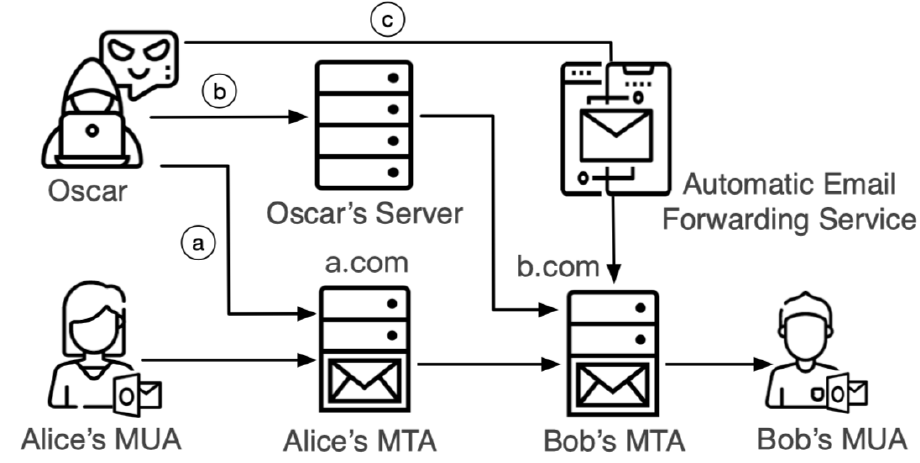 c
b
Oscar
Oscar's Server
Automatic Email
Forwarding Service
a
a.com
b.com
Alice's MUA
Alice's MTA
Bob's MTA
Bob's MUA